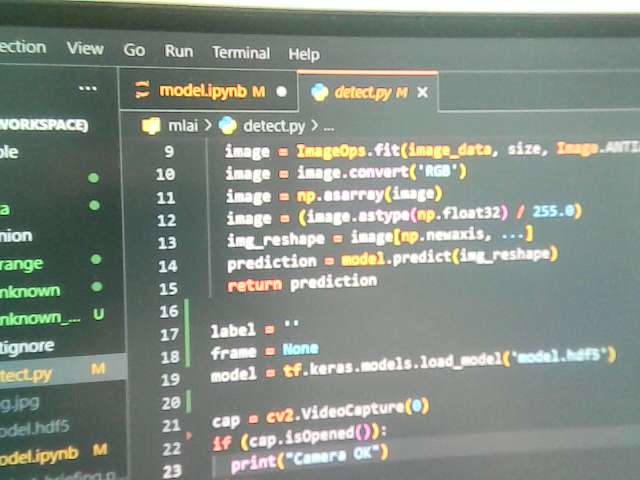 ection View Go Run Terminal Help
... model.ipynb M ● detect.py M ×
WORKSPACE)
mlai > detect.py > ...
ple
a
nion
range
nknown
nknown_... U
tignore
tect.py M
g.jpg
odel.hdf5
odel.ipynb M
briefing.p
9 image = ImageOps.fit(image_data, size, Image.ANTI
10 image = image.convert('RGB')
11 image = np.asarray(image)
12 image = (image.astype(np.float32) / 255.0)
13 img_reshape = image[np.newaxis, ...]
14 prediction = model.predict(img_reshape)
15 return prediction
16
17 label = ''
18 frame = None
19 model = tf.keras.models.load_model('model.hdf5')
20
21 cap = cv2.VideoCapture(0)
22 if (cap.isOpened()):
23 print("Camera OK")